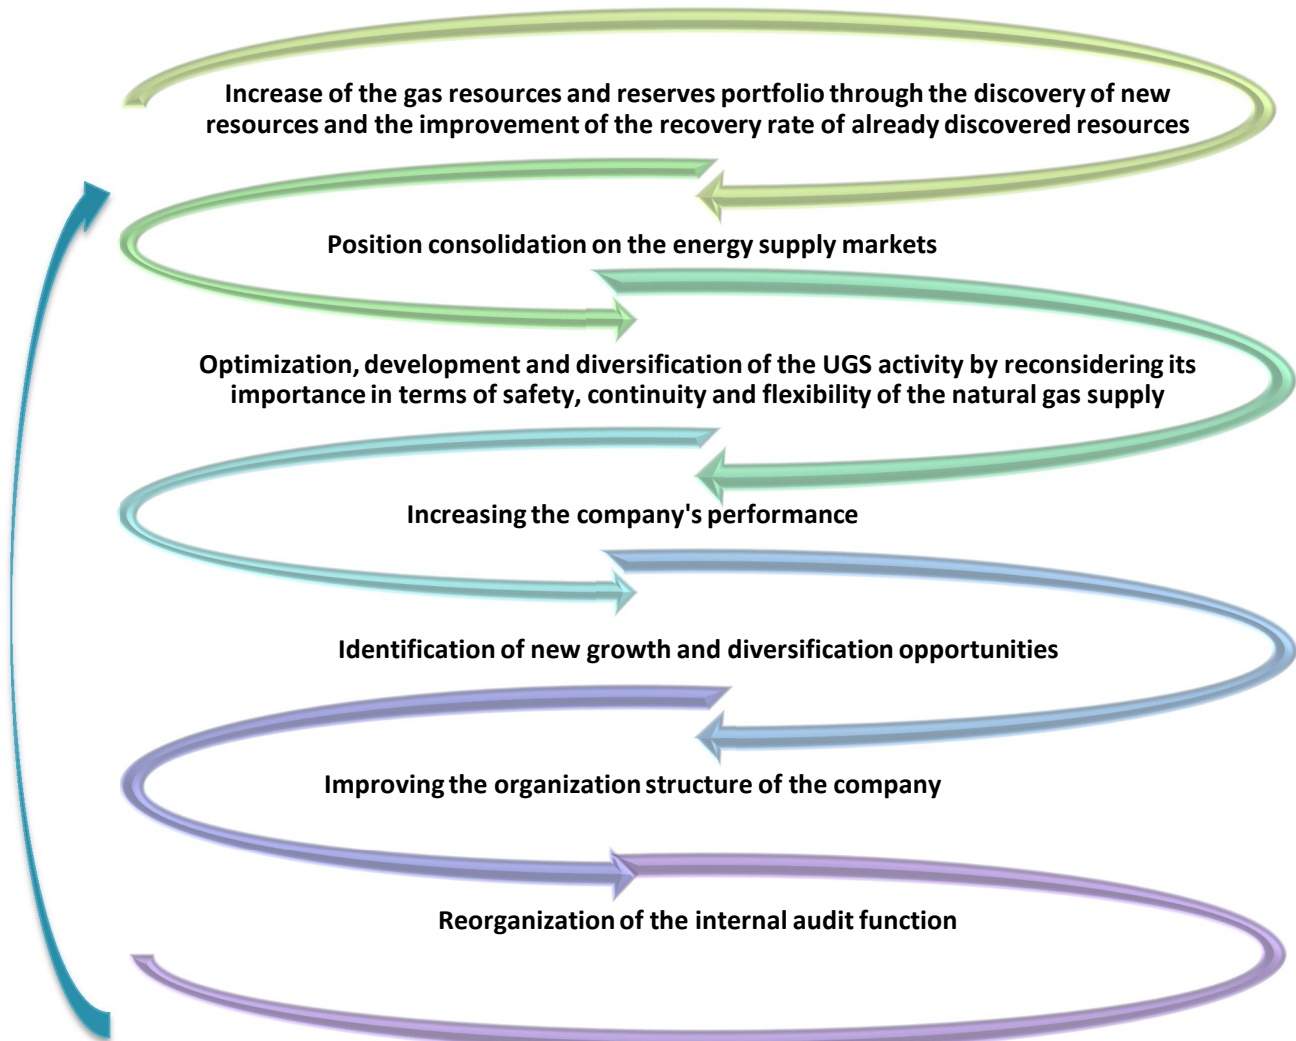 Increase of the gas resources and reserves portfolio through the discovery of new
resources and the improvement of the recovery rate of already discovered resources
Position consolidation on the energy supply markets
Optimization, development and diversification of the UGS activity by reconsidering its
importance in terms of safety, continuity and flexibility of the natural gas supply
Increasing the company's performance
Identification of new growth and diversification opportunities
Improving the organization structure of the company
Reorganization of the internal audit function